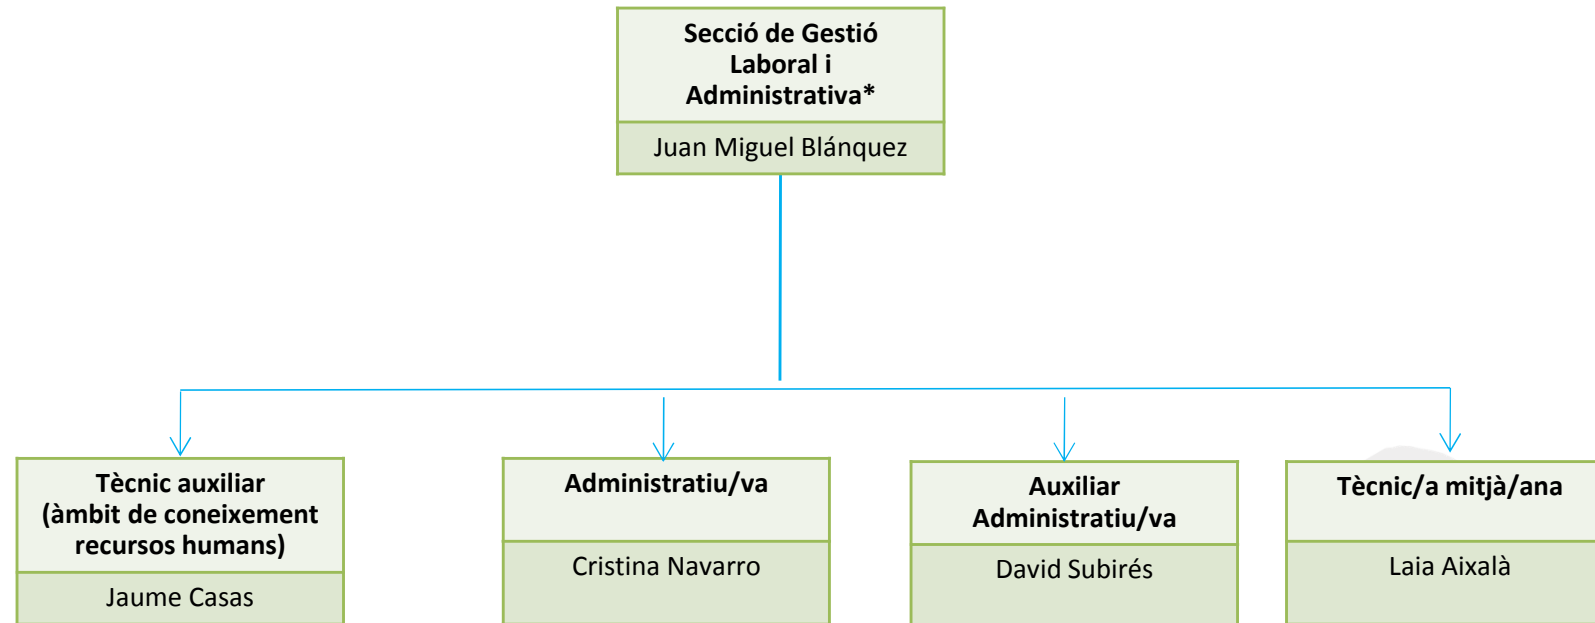 Secció de Gestió
Laboral i
Administrativa*
Juan Miguel Blánquez
Tècnic auxiliar
(àmbit de coneixement
recursos humans)
Jaume Casas
Administratiu/va
Cristina Navarro
Auxiliar
Administratiu/va
David Subirés
Tècnic/a mitjà/ana
Laia Aixalà